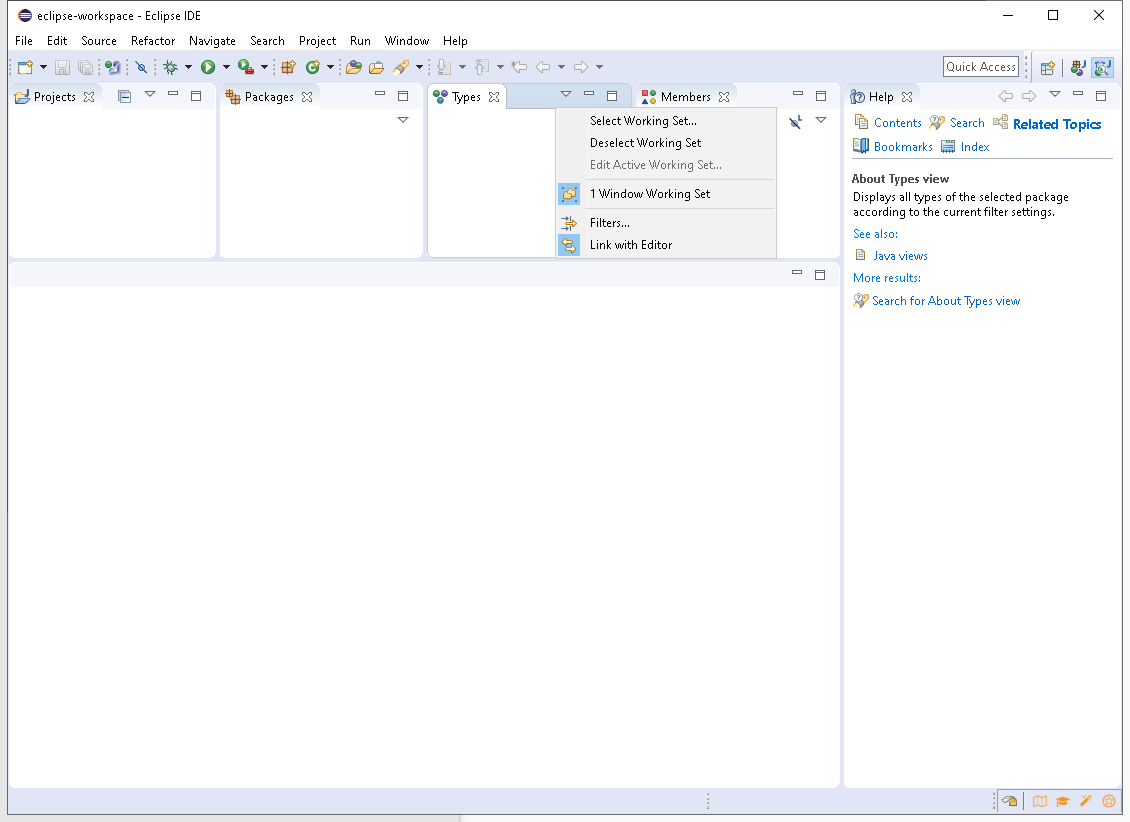 eclipse-workspace - Eclipse IDE
File Edit Source Refactor Navigate Search Project Run Window Help
Quick Access
Projects Packages Types Members Help
Select Working Set...
Deselect Working Set
Edit Active Working Set...
1 Window Working Set
Filters...
Link with Editor
Contents Search Related Topics
Bookmarks Index
About Types view
Displays all types of the selected package
according to the current filter settings.
See also:
Java views
More results:
Search for About Types view